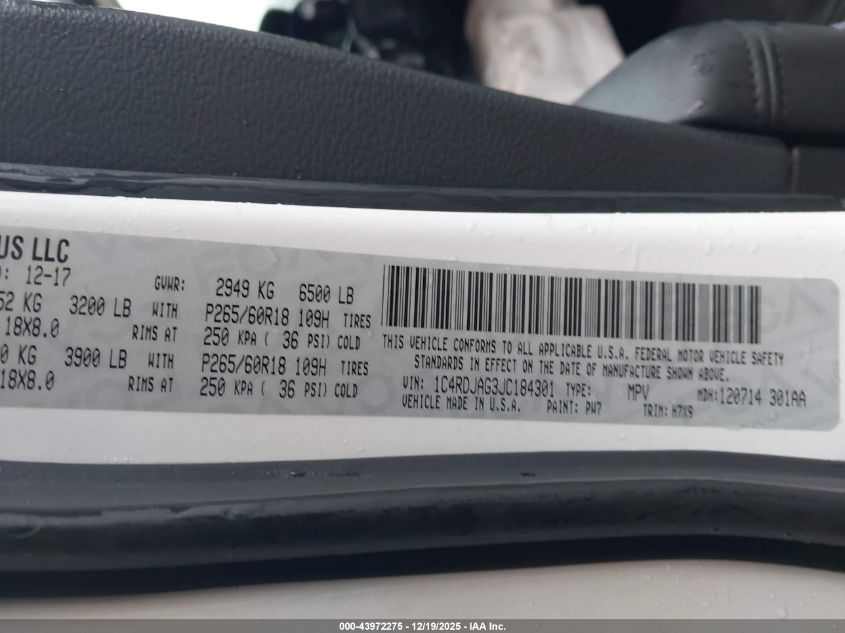 US LLC
: 12-17 GVWR: 2949 KG 6500 LB
52 KG 3200 LB WITH P265/60R18 109H TIRES
18X8.0 RIMS AT 250 KPA ( 36 PSI) COLD
0 KG 3900 LB WITH P265/60R18 109H TIRES
18X8.0 RIMS AT 250 KPA ( 36 PSI) COLD
THIS VEHICLE CONFORMS TO ALL APPLICABLE U.S.A. FEDERAL MOTOR VEHICLE SAFETY
STANDARDS IN EFFECT ON THE DATE OF MANUFACTURE SHOWN ABOVE.
VIN: 1C4RDJAG3JC184301 TYPE: MPV MDH:120714 301AA
VEHICLE MADE IN U.S.A. PAINT: PW7 TRIM: H7X9
000-43972275 - 12/19/2025 - IAA Inc.